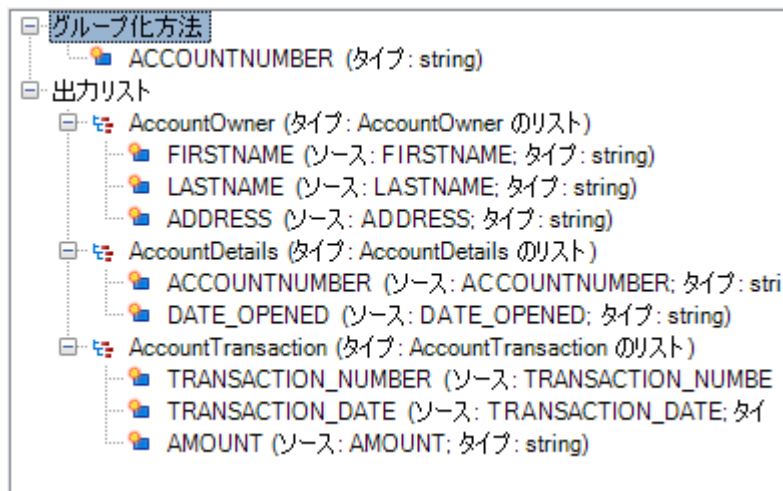 グループ化方法
ACCOUNTNUMBER (タイプ: string)
出力リスト
AccountOwner (タイプ: AccountOwner のリスト)
FIRSTNAME (ソース: FIRSTNAME; タイプ: string)
LASTNAME (ソース: LASTNAME; タイプ: string)
ADDRESS (ソース: ADDRESS; タイプ: string)
AccountDetails (タイプ: AccountDetails のリスト)
ACCOUNTNUMBER (ソース: ACCOUNTNUMBER; タイプ: stri
DATE_OPENED (ソース: DATE_OPENED; タイプ: string)
AccountTransaction (タイプ: AccountTransaction のリスト)
TRANSACTION_NUMBER (ソース: TRANSACTION_NUMBE
TRANSACTION_DATE (ソース: TRANSACTION_DATE; タイ
AMOUNT (ソース: AMOUNT; タイプ: string)